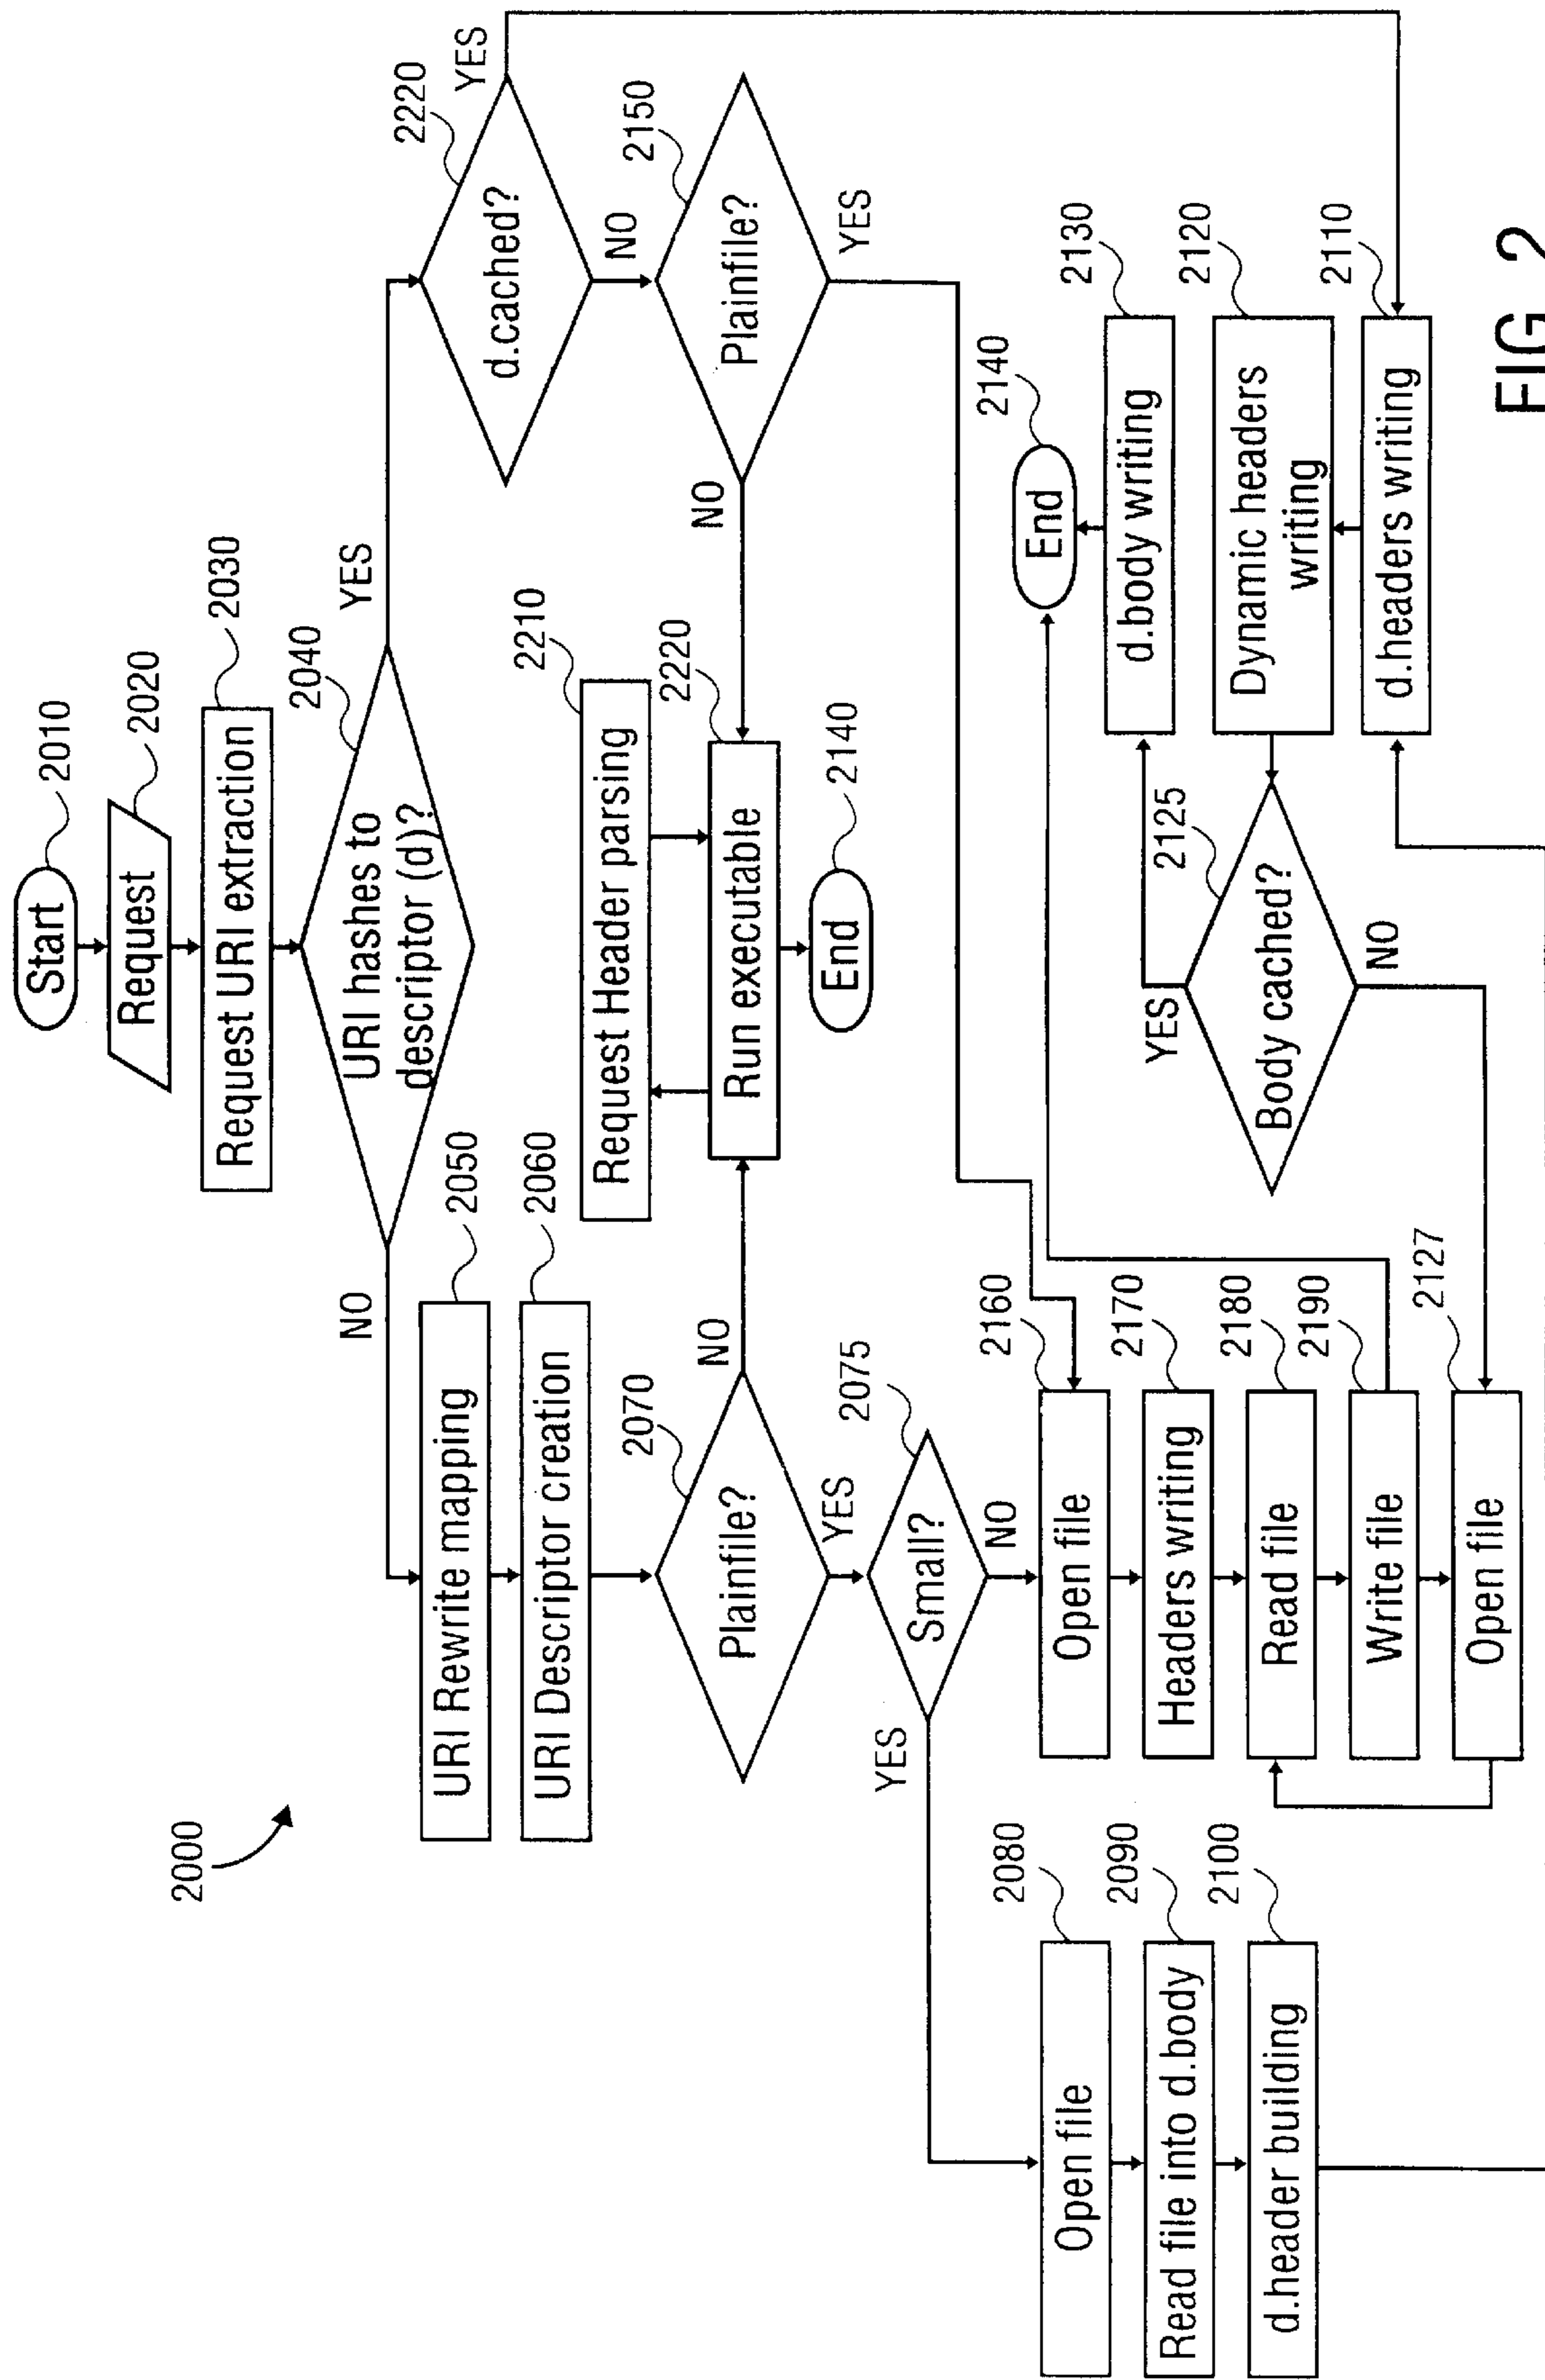 2000
Start
2010
Request
2020
Request URI extraction
2030
URI hashes to
descriptor (d)?
2040
NO
YES
URI Rewrite mapping
2050
URI Descriptor creation
2060
d.cached?
2220
YES
NO
Request Header parsing
2210
Plainfile?
2070
NO
YES
Run executable
2220
NO
Plainfile?
2150
YES
End
2140
Small?
2075
YES
NO
Open file
2080
Read file into d.body
2090
d.header building
2100
Open file
2160
Headers writing
2170
Read file
2180
Write file
2190
Open file
2127
Body cached?
2125
YES
NO
End
2140
d.body writing
2130
Dynamic headers
writing
2120
d.headers writing
2110
FIG. 2